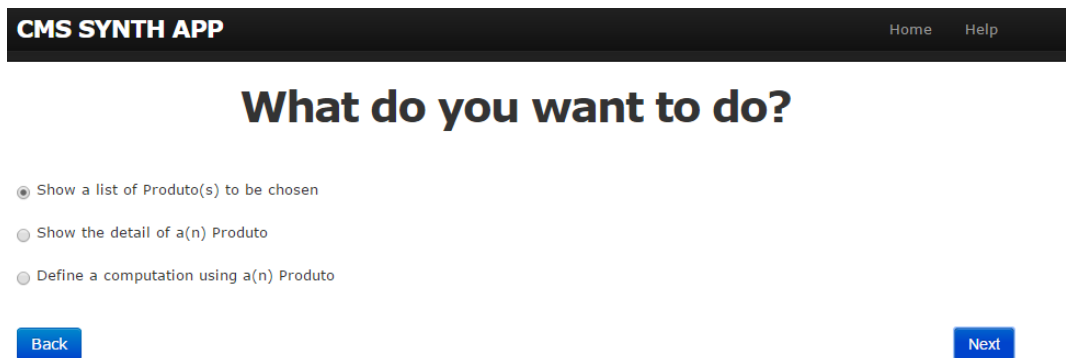 CMS SYNTH APP Home Help
What do you want to do?
Show a list of Produto(s) to be chosen
Show the detail of a(n) Produto
Define a computation using a(n) Produto
Back Next